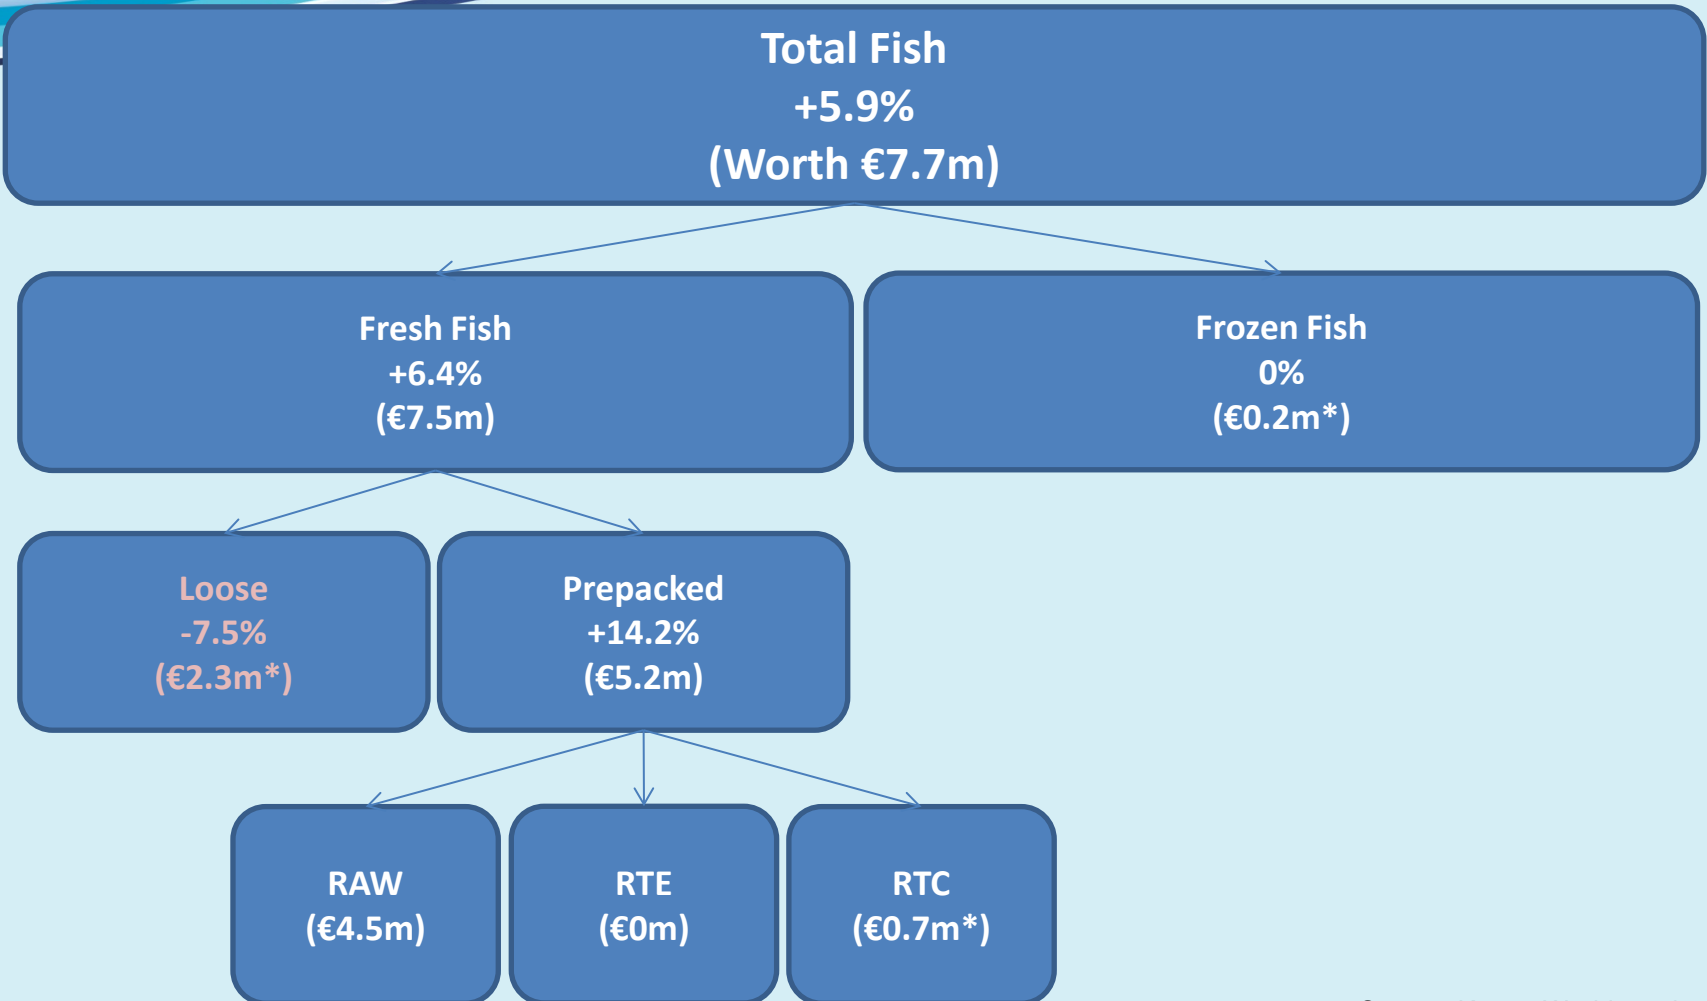 Total Fish
+5.9%
(Worth €7.7m)
Fresh Fish
+6.4%
(€7.5m)
Frozen Fish
0%
(€0.2m*)
Loose
-7.5%
(€2.3m*)
Prepacked
+14.2%
(€5.2m)
RAW
(€4.5m)
RTE
(€0m)
RTC
(€0.7m*)